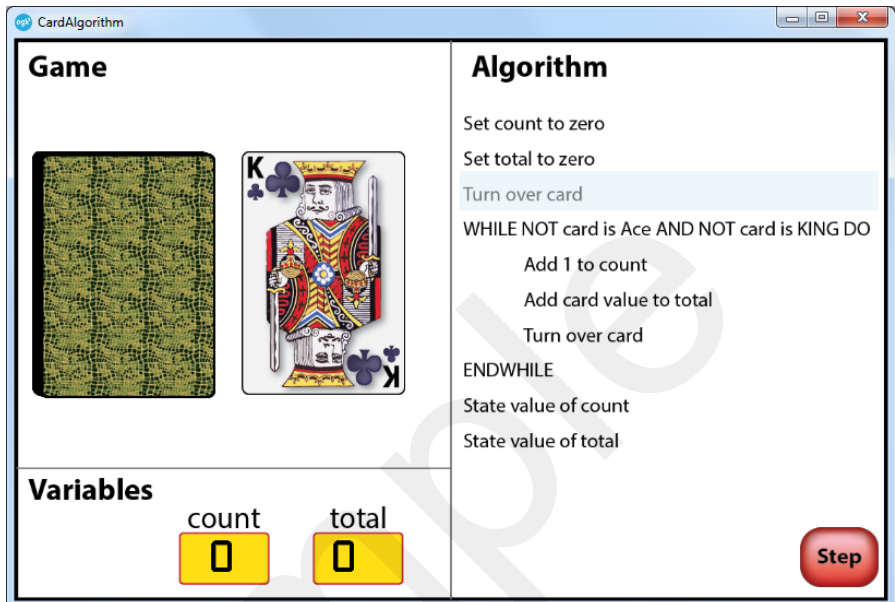 ogk
CardAlgorithm
Game
K
K
Variables
count total
0 0
Algorithm
Set count to zero
Set total to zero
Turn over card
WHILE NOT card is Ace AND NOT card is KING DO
Add 1 to count
Add card value to total
Turn over card
ENDWHILE
State value of count
State value of total
Step
mple